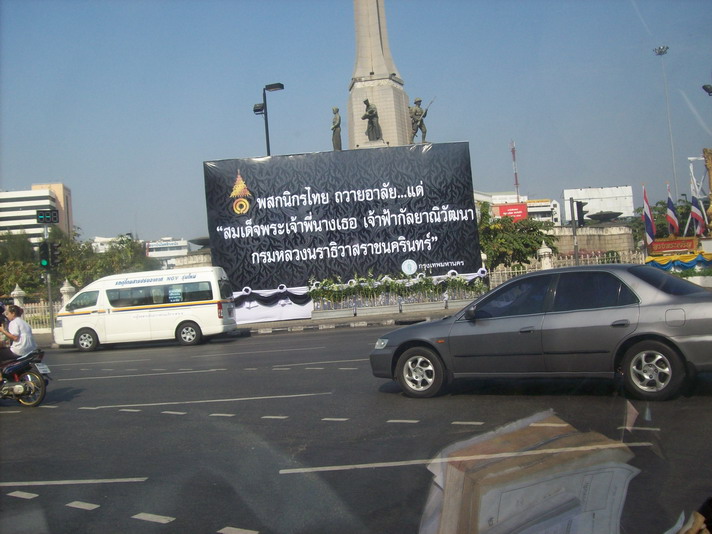 พสกนิกรไทย ถวายอาลัย...แด่
“สมเด็จพระเจ้าพี่นางเธอ เจ้าฟ้ากัลยาณิวัฒนา
กรมหลวงนราธิวาสราชนครินทร์”
กรุงเทพมหานคร